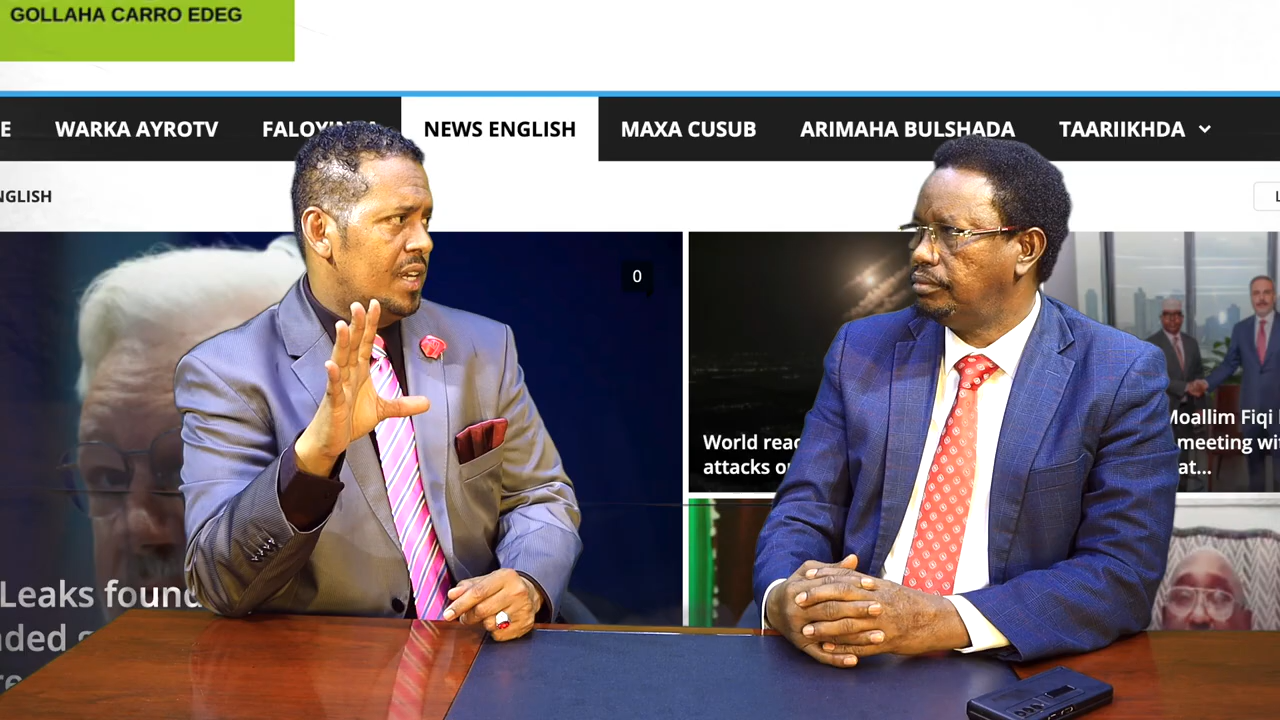 GOLLAHA CARRO EDEG
E WARKA AYROTV NEWS ENGLISH MAXA CUSUB ARIMAHA BULSHADA TAARIIKHDA
NGLISH
0
World reac
attacks o
Moallim Fiqi
meeting wi
at...
Leaks found
ded